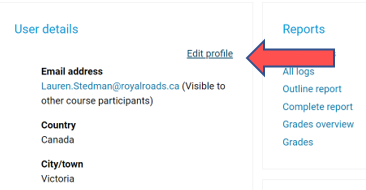 User details
Edit profile
Email address
Lauren.Stedman@royalroads.ca (Visible to
other course participants)
Country
Canada
City/town
Victoria
Reports
All logs
Outline report
Complete report
Grades overview
Grades